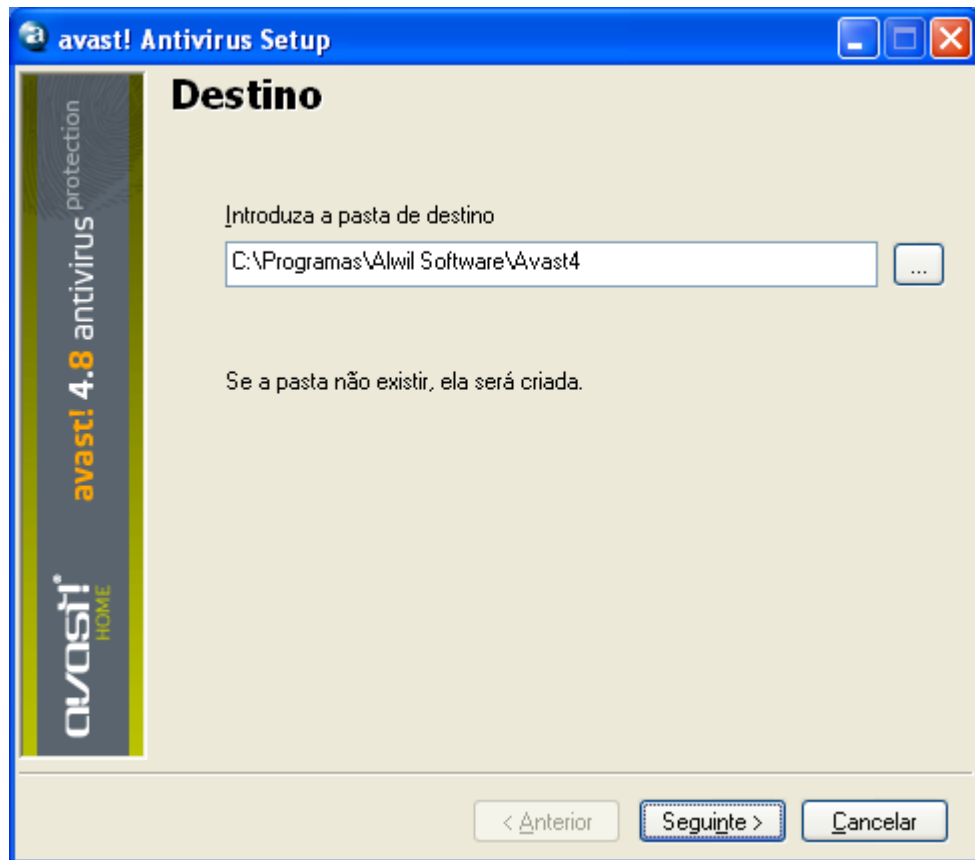 avast! Antivirus Setup
avast! HOME avast! 4.8 antivirus protection
Destino
Introduza a pasta de destino
C:\Programas\Alwil Software\Avast4
...
Se a pasta não existir, ela será criada.
< Anterior
Seguinte >
Cancelar